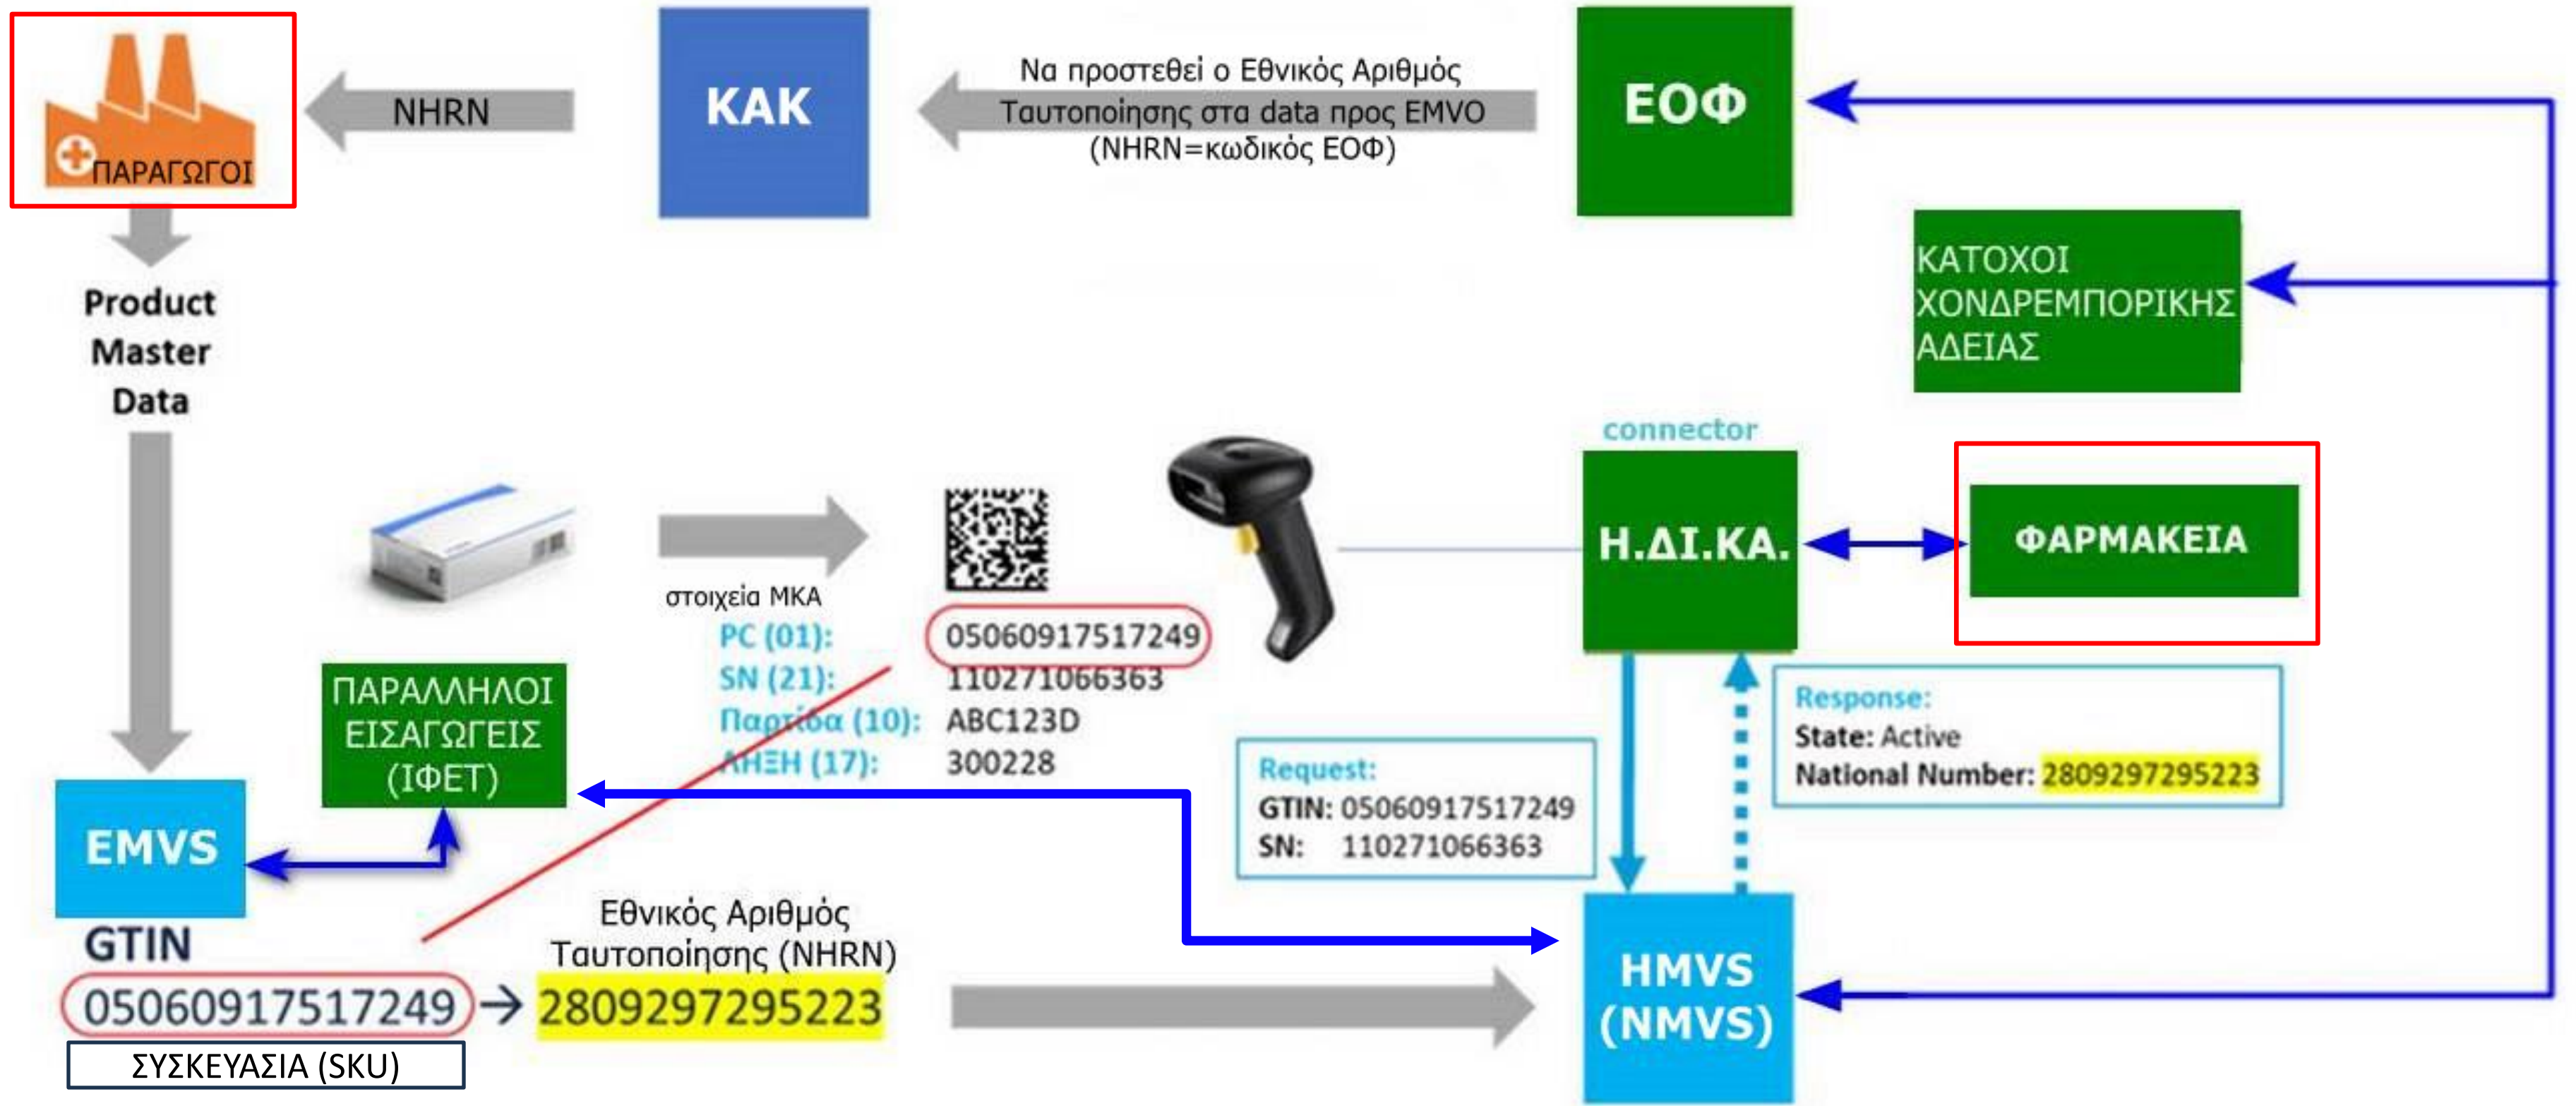 ΠΑΡΑΓΩΓΟΙ
NHRN
ΚΑΚ
Να προστεθεί ο Εθνικός Αριθμός
Ταυτοποίησης στα data προς EMVO
(NHRN=κωδικός ΕΟΦ)
ΕΟΦ
ΚΑΤΟΧΟΙ
ΧΟΝΔΡΕΜΠΟΡΙΚΗΣ
ΑΔΕΙΑΣ
Product
Master
Data
στοιχεία ΜΚΑ
PC (01): 05060917517249
SN (21): 110271066363
Παρτίδα (10): ABC123D
ΛΗΞΗ (17): 300228
connector
Η.ΔΙ.ΚΑ.
ΦΑΡΜΑΚΕΙΑ
ΠΑΡΑΛΛΗΛΟΙ
ΕΙΣΑΓΩΓΕΙΣ
(ΙΦΕΤ)
Request:
GTIN: 05060917517249
SN: 110271066363
Response:
State: Active
National Number: 2809297295223
EMVS
GTIN
05060917517249 → 2809297295223
Εθνικός Αριθμός
Ταυτοποίησης (NHRN)
ΣΥΣΚΕΥΑΣΙΑ (SKU)
HMVS
(NMVS)